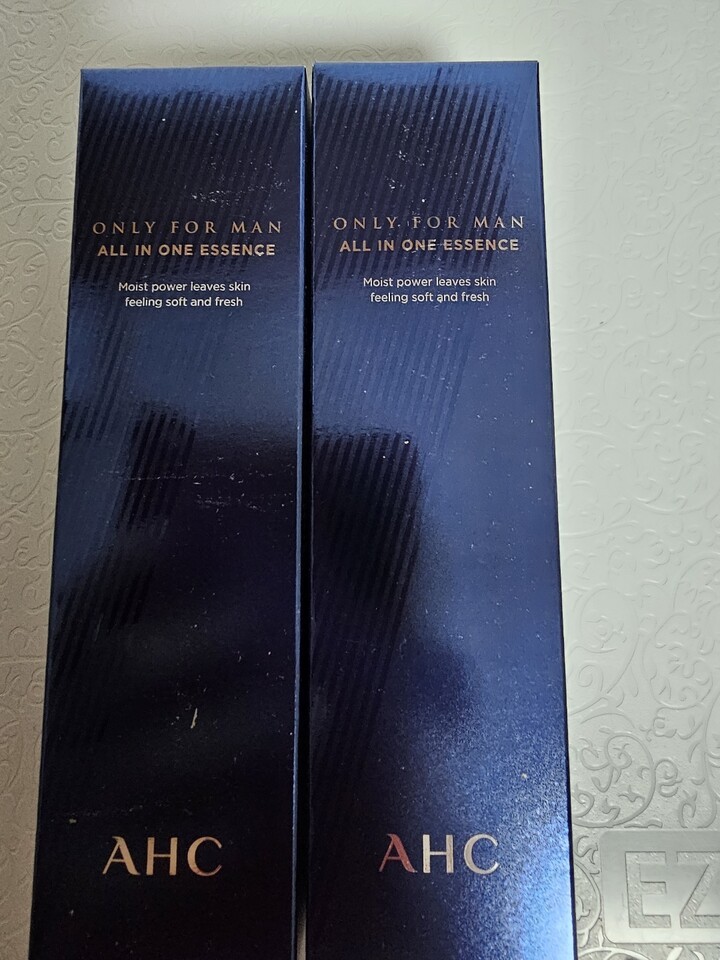 ONLY FOR MAN
ALL IN ONE ESSENCE
Moist power leaves skin
feeling soft and fresh
AHC
ONLY FOR MAN
ALL IN ONE ESSENCE
Moist power leaves skin
feeling soft and fresh
AHC
EZ